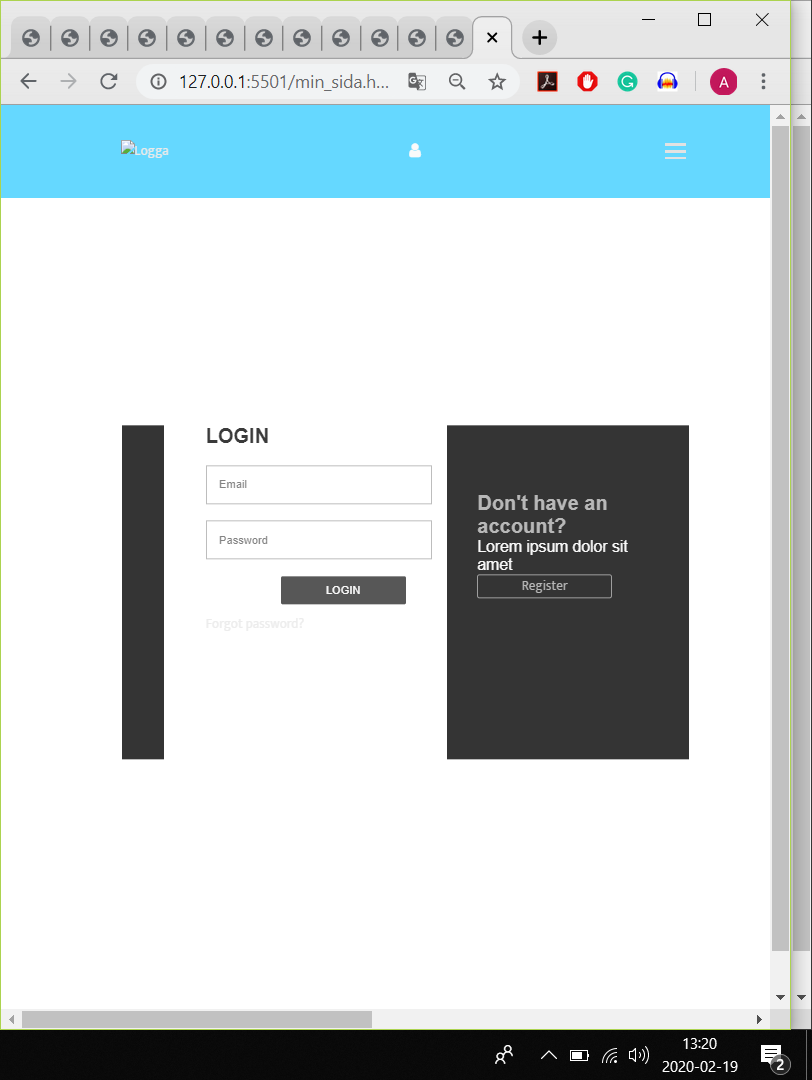 127.0.0.1:5501/min_sida.h...
A
Logga
LOGIN
Email
Password
LOGIN
Forgot password?
Don't have an
account?
Lorem ipsum dolor sit
amet
Register
13:20
2020-02-19
2